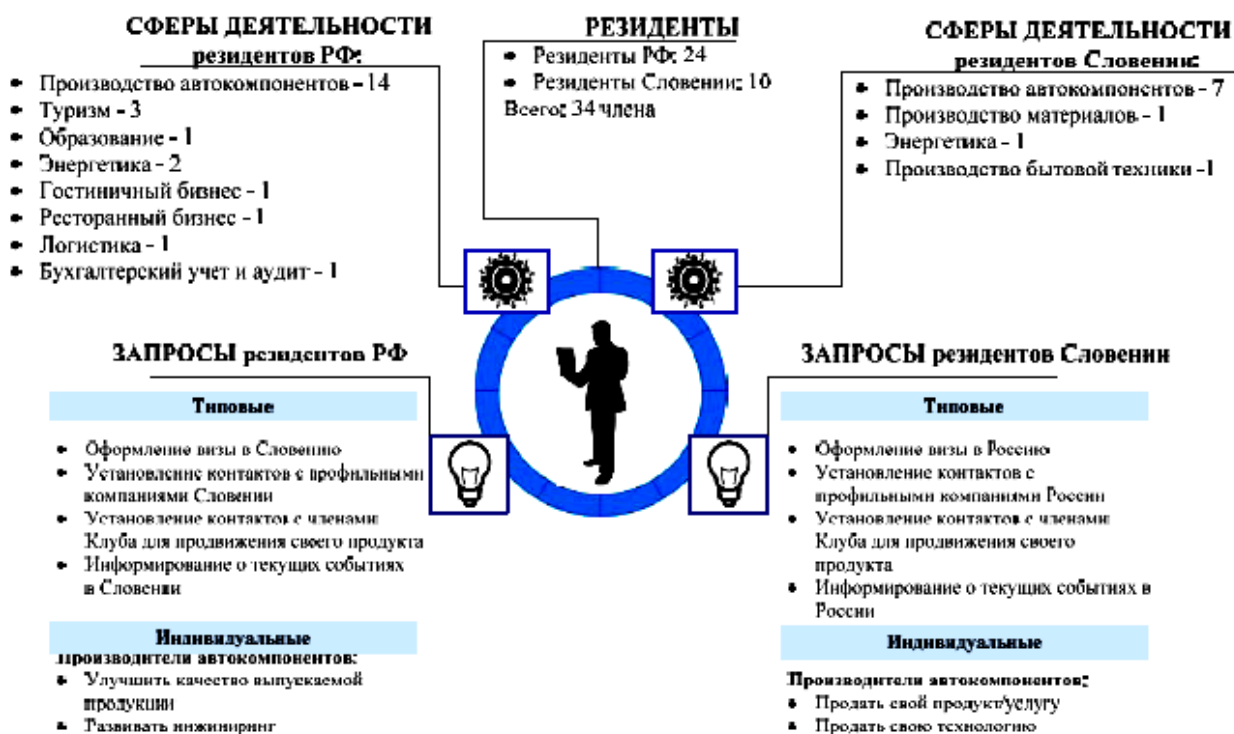 СФЕРЫ ДЕЯТЕЛЬНОСТИ
резидентов РФ:
• Производство автокомпонентов – 14
• Туризм – 3
• Образование – 1
• Энергетика – 2
• Гостиничный бизнес – 1
• Ресторанный бизнес – 1
• Логистика – 1
• Бухгалтерский учет и аудит – 1
РЕЗИДЕНТЫ
• Резиденты РФ: 24
• Резиденты Словении: 10
Всего: 34 члена
СФЕРЫ ДЕЯТЕЛЬНОСТИ
резидентов Словении:
• Производство автокомпонентов – 7
• Производство материалов – 1
• Энергетика – 1
• Производство бытовой техники –1
ЗАПРОСЫ резидентов РФ
Типовые
• Оформление визы в Словению
• Установление контактов с профильными
компаниями Словении
• Установление контактов с членами
Клуба для продвижения своего продукта
• Информирование о текущих событиях
в Словении
Индивидуальные
Производители автокомпонентов:
• Улучшить качество выпускаемой
продукции
• Развивать инжиниринг
ЗАПРОСЫ резидентов Словении
Типовые
• Оформление визы в Россию
• Установление контактов с
профильными компаниями России
• Установление контактов с членами
Клуба для продвижения своего
продукта
• Информирование о текущих событиях в
России
Индивидуальные
Производители автокомпонентов:
• Продать свой продукт/услугу
• Продать свою технологию